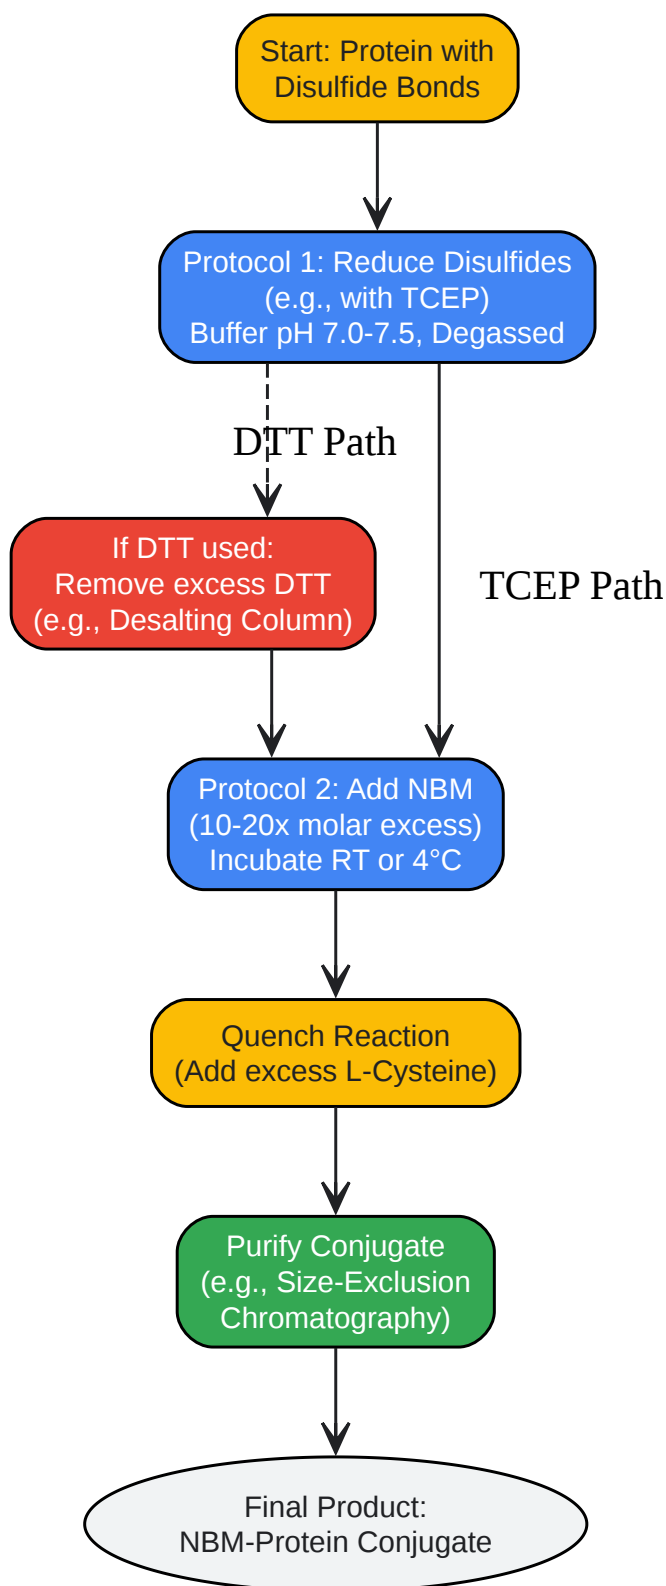 Start: Protein with
Disulfide Bonds
Protocol 1: Reduce Disulfides
(e.g., with TCEP)
Buffer pH 7.0-7.5, Degassed
DTT Path
If DTT used:
Remove excess DTT
(e.g., Desalting Column)
TCEP Path
Protocol 2: Add NBM
(10-20x molar excess)
Incubate RT or 4°C
Quench Reaction
(Add excess L-Cysteine)
Purify Conjugate
(e.g., Size-Exclusion
Chromatography)
Final Product:
NBM-Protein Conjugate